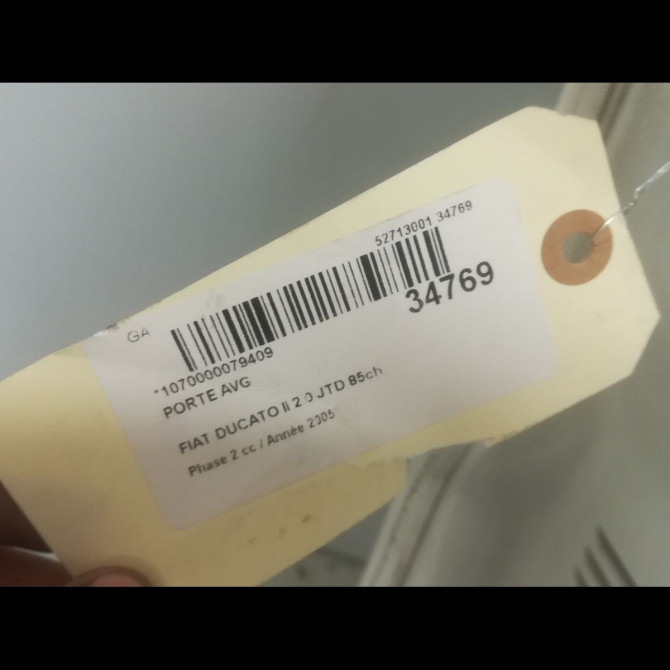 52713001 34769
GA
34769
*1070000079409
PORTE AVG
FIAT DUCATO II 2.0 JTD 85ch
Phase 2 cc / Année 2005